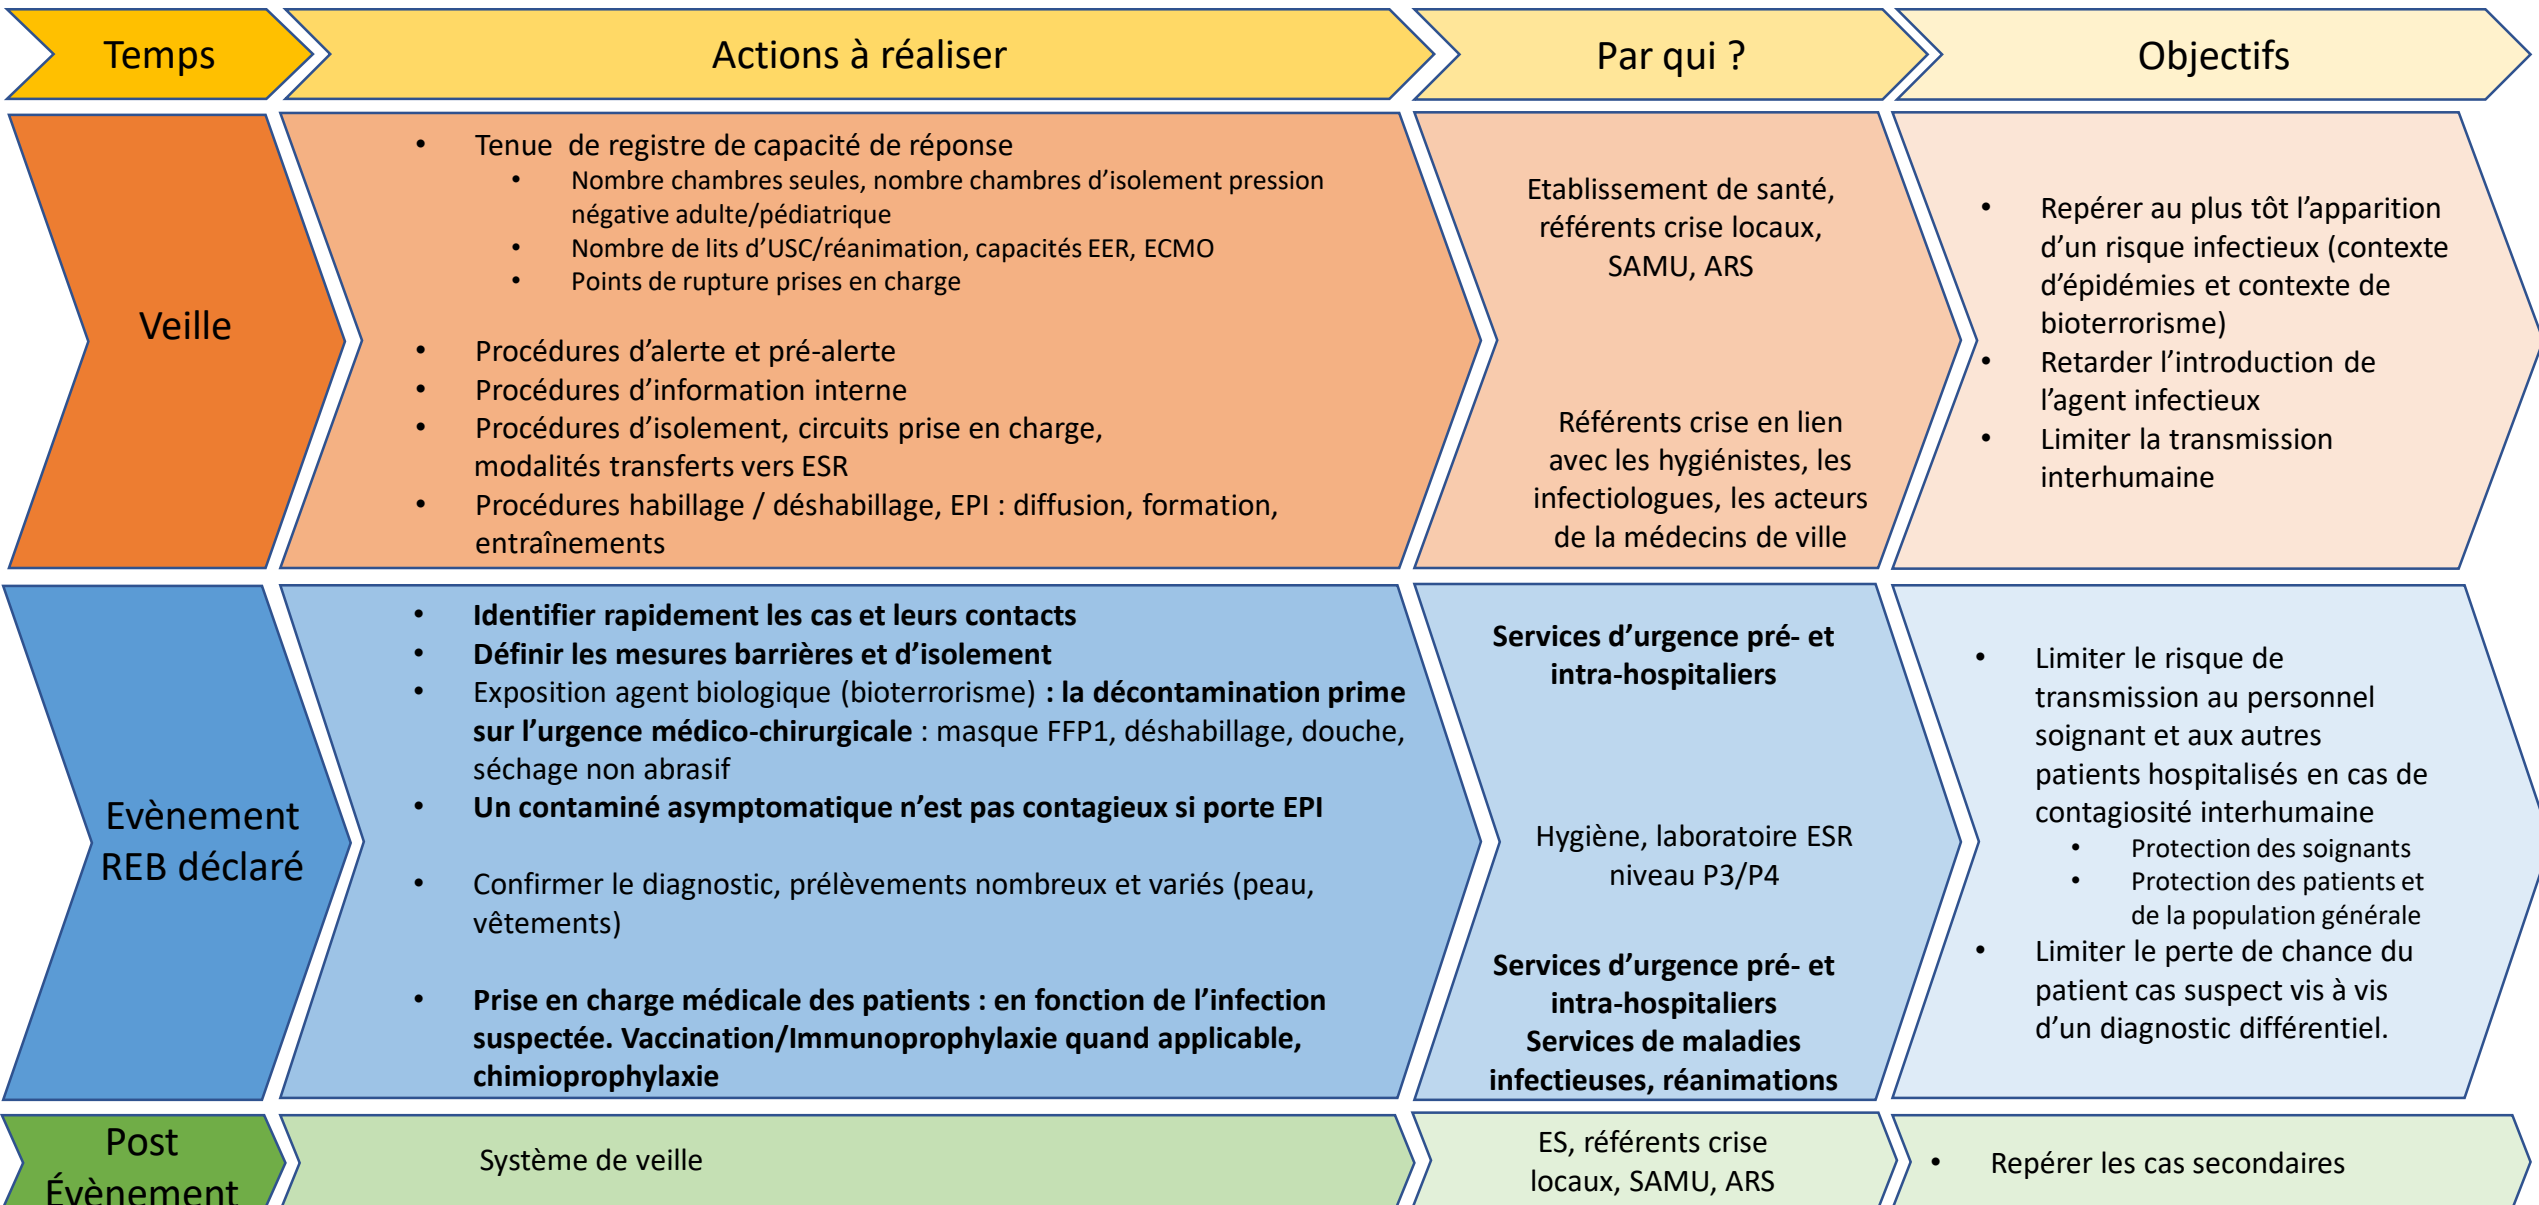 Temps
Actions à réaliser
Par qui ?
Objectifs
Veille
• Tenue de registre de capacité de réponse
• Nombre chambres seules, nombre chambres d'isolement pression
négative adulte/pédiatrique
• Nombre de lits d'USC/réanimation, capacités EER, ECMO
• Points de rupture prises en charge
• Procédures d'alerte et pré-alerte
• Procédures d'information interne
• Procédures d'isolement, circuits prise en charge,
modalités transferts vers ESR
• Procédures habillage / déshabillage, EPI : diffusion, formation,
entraînements
Etablissement de santé,
référents crise locaux,
SAMU, ARS
Référents crise en lien
avec les hygiénistes, les
infectiologues, les acteurs
de la médecins de ville
• Repérer au plus tôt l'apparition
d'un risque infectieux (contexte
d'épidémies et contexte de
bioterrorisme)
• Retarder l'introduction de
l'agent infectieux
• Limiter la transmission
interhumaine
Evènement
REB déclaré
• Identifier rapidement les cas et leurs contacts
• Définir les mesures barrières et d'isolement
• Exposition agent biologique (bioterrorisme) : la décontamination prime
sur l'urgence médico-chirurgicale : masque FFP1, déshabillage, douche,
séchage non abrasif
• Un contaminé asymptomatique n'est pas contagieux si porte EPI
• Confirmer le diagnostic, prélèvements nombreux et variés (peau,
vêtements)
• Prise en charge médicale des patients : en fonction de l'infection
suspectée. Vaccination/Immunoprophylaxie quand applicable,
chimioprophylaxie
Services d'urgence pré- et
intra-hospitaliers
Hygiène, laboratoire ESR
niveau P3/P4
Services d'urgence pré- et
intra-hospitaliers
Services de maladies
infectieuses, réanimations
• Limiter le risque de
transmission au personnel
soignant et aux autres
patients hospitalisés en cas de
contagiosité interhumaine
• Protection des soignants
• Protection des patients et
de la population générale
• Limiter le perte de chance du
patient cas suspect vis à vis
d'un diagnostic différentiel.
Post
Évènement
Système de veille
ES, référents crise
locaux, SAMU, ARS
• Repérer les cas secondaires